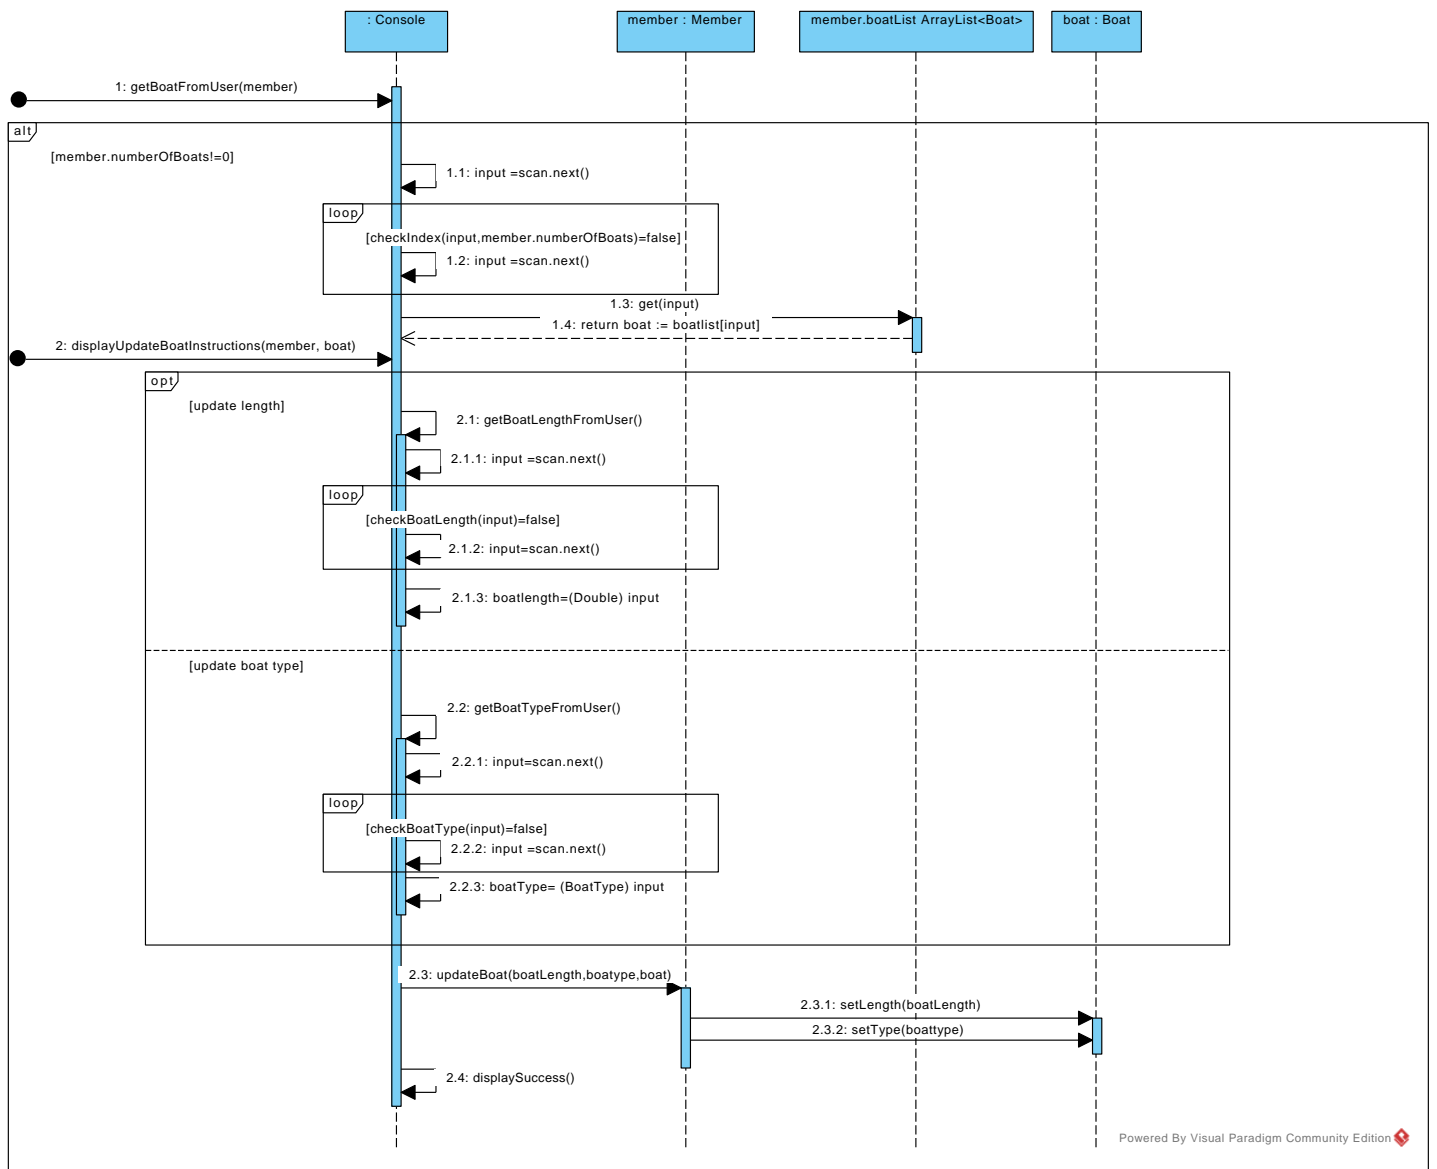 : Console
member : Member
member.boatList ArrayList<Boat>
boat : Boat
1: getBoatFromUser(member)
alt
[member.numberOfBoats!=0]
1.1: input =scan.next()
loop
[checkIndex(input,member.numberOfBoats)=false]
1.2: input =scan.next()
1.3: get(input)
1.4: return boat := boatlist[input]
2: displayUpdateBoatInstructions(member, boat)
opt
[update length]
2.1: getBoatLengthFromUser()
2.1.1: input =scan.next()
loop
[checkBoatLength(input)=false]
2.1.2: input=scan.next()
2.1.3: boatlength=(Double) input
[update boat type]
2.2: getBoatTypeFromUser()
2.2.1: input=scan.next()
loop
[checkBoatType(input)=false]
2.2.2: input =scan.next()
2.2.3: boatType= (BoatType) input
2.3: updateBoat(boatLength,boatype,boat)
2.3.1: setLength(boatLength)
2.3.2: setType(boattype)
2.4: displaySuccess()
Powered By Visual Paradigm Community Edition